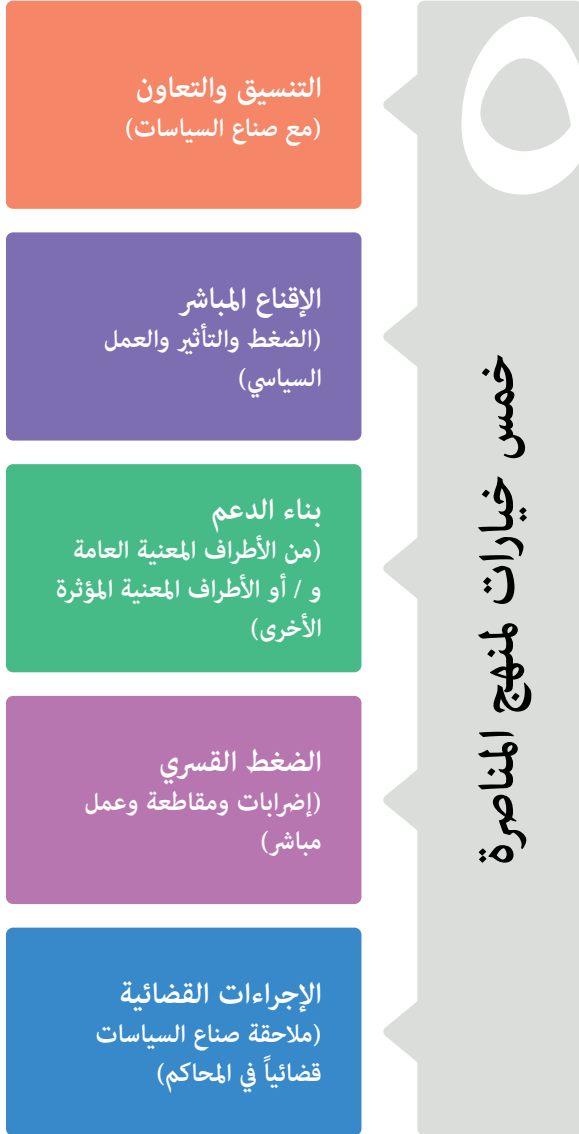 ٥
خمس خيارات لمنهج المناصرة
التنسيق والتعاون
(مع صناع السياسات)
الإقناع المباشر
(الضغط والتأثير والعمل
السياسي)
بناء الدعم
(من الأطراف المعنية العامة
و / أو الأطراف المعنية المؤثرة
الأخرى)
الضغط القسري
(إضرابات ومقاطعة وعمل
مباشر)
الإجراءات القضائية
(ملاحقة صناع السياسات
قضائياً في المحاكم)